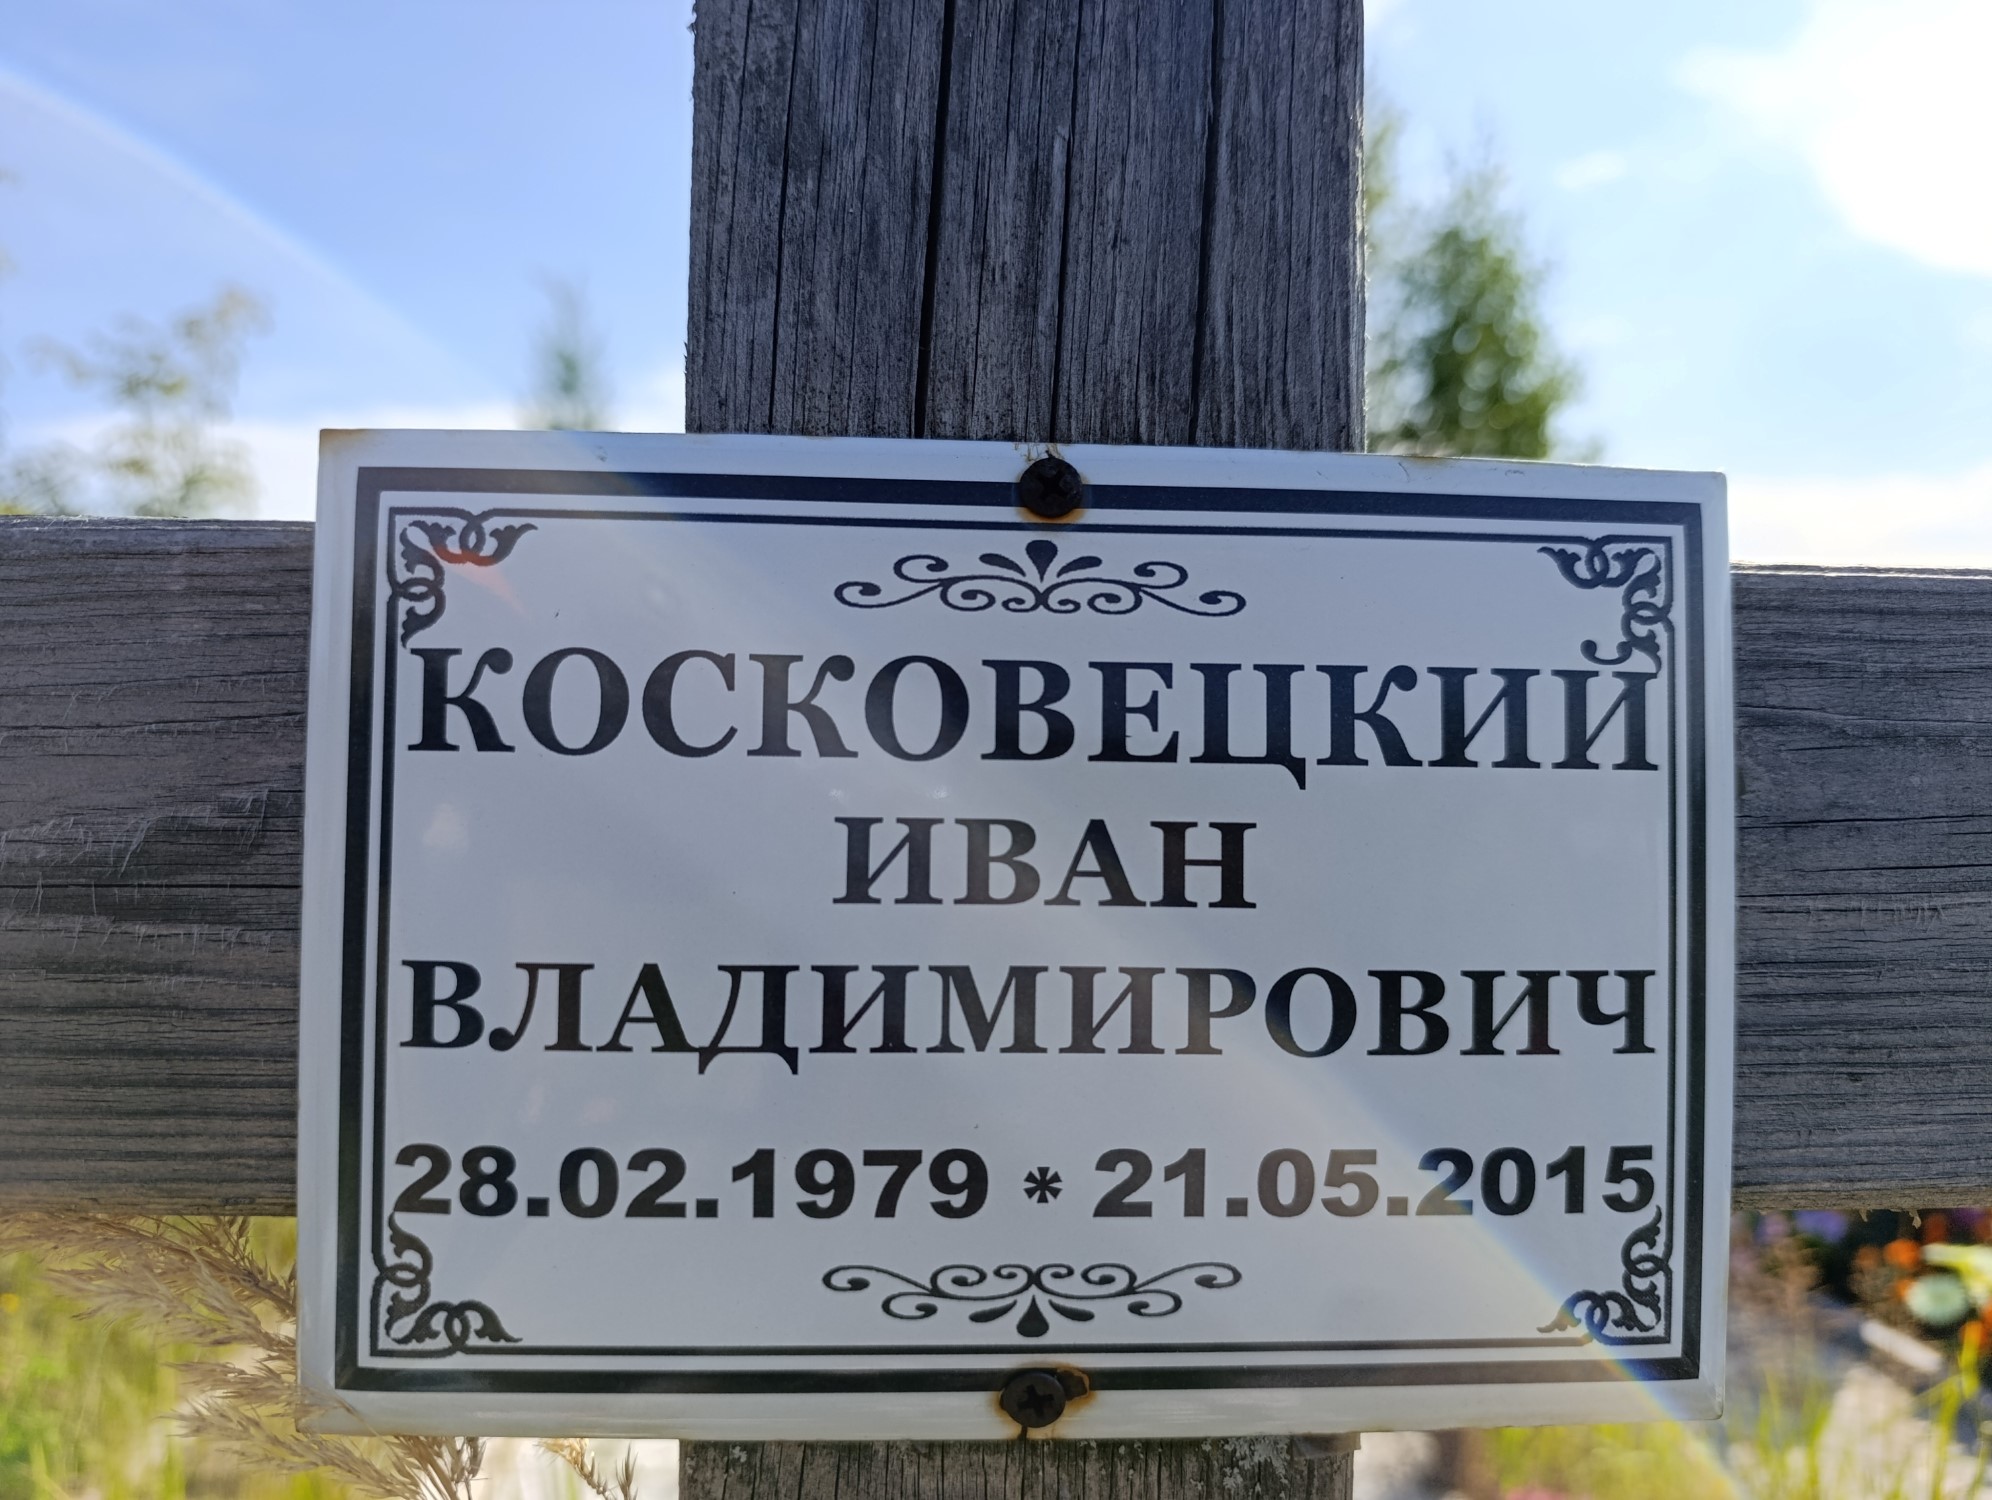 КОСКОВЕЦКИЙ
ИВАН
ВЛАДИМИРОВИЧ
28.02.1979 * 21.05.2015